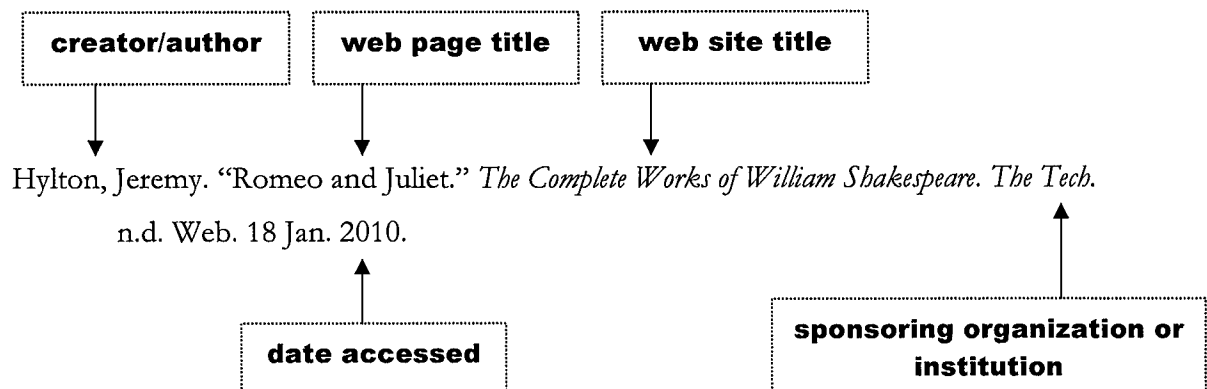 creator/author
web page title
web site title
Hylton, Jeremy. “Romeo and Juliet.” The Complete Works of William Shakespeare. The Tech.
n.d. Web. 18 Jan. 2010.
date accessed
sponsoring organization or
institution